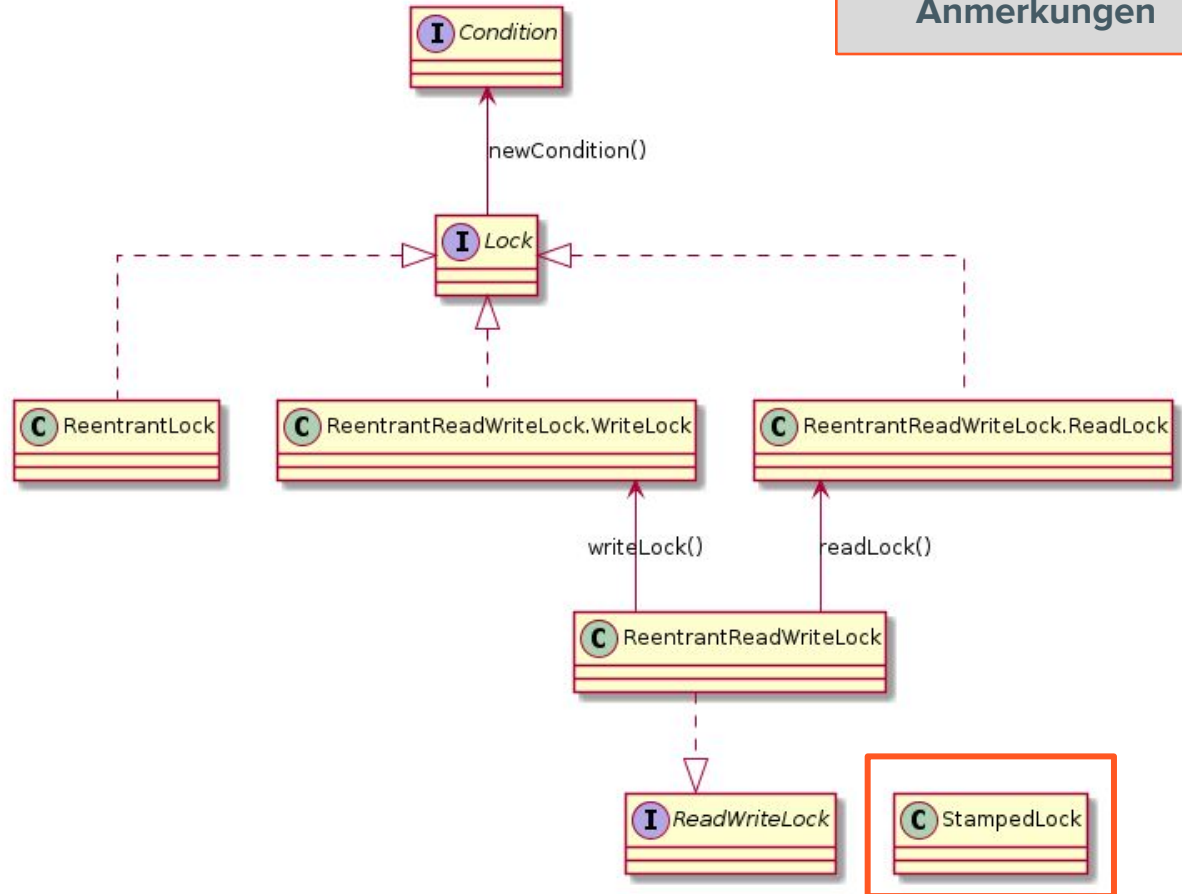 Anmerkungen
I Condition
newCondition()
I Lock
C ReentrantLock
C ReentrantReadWriteLock.WriteLock
C ReentrantReadWriteLock.ReadLock
writeLock()
readLock()
C ReentrantReadWriteLock
I ReadWriteLock
C StampedLock